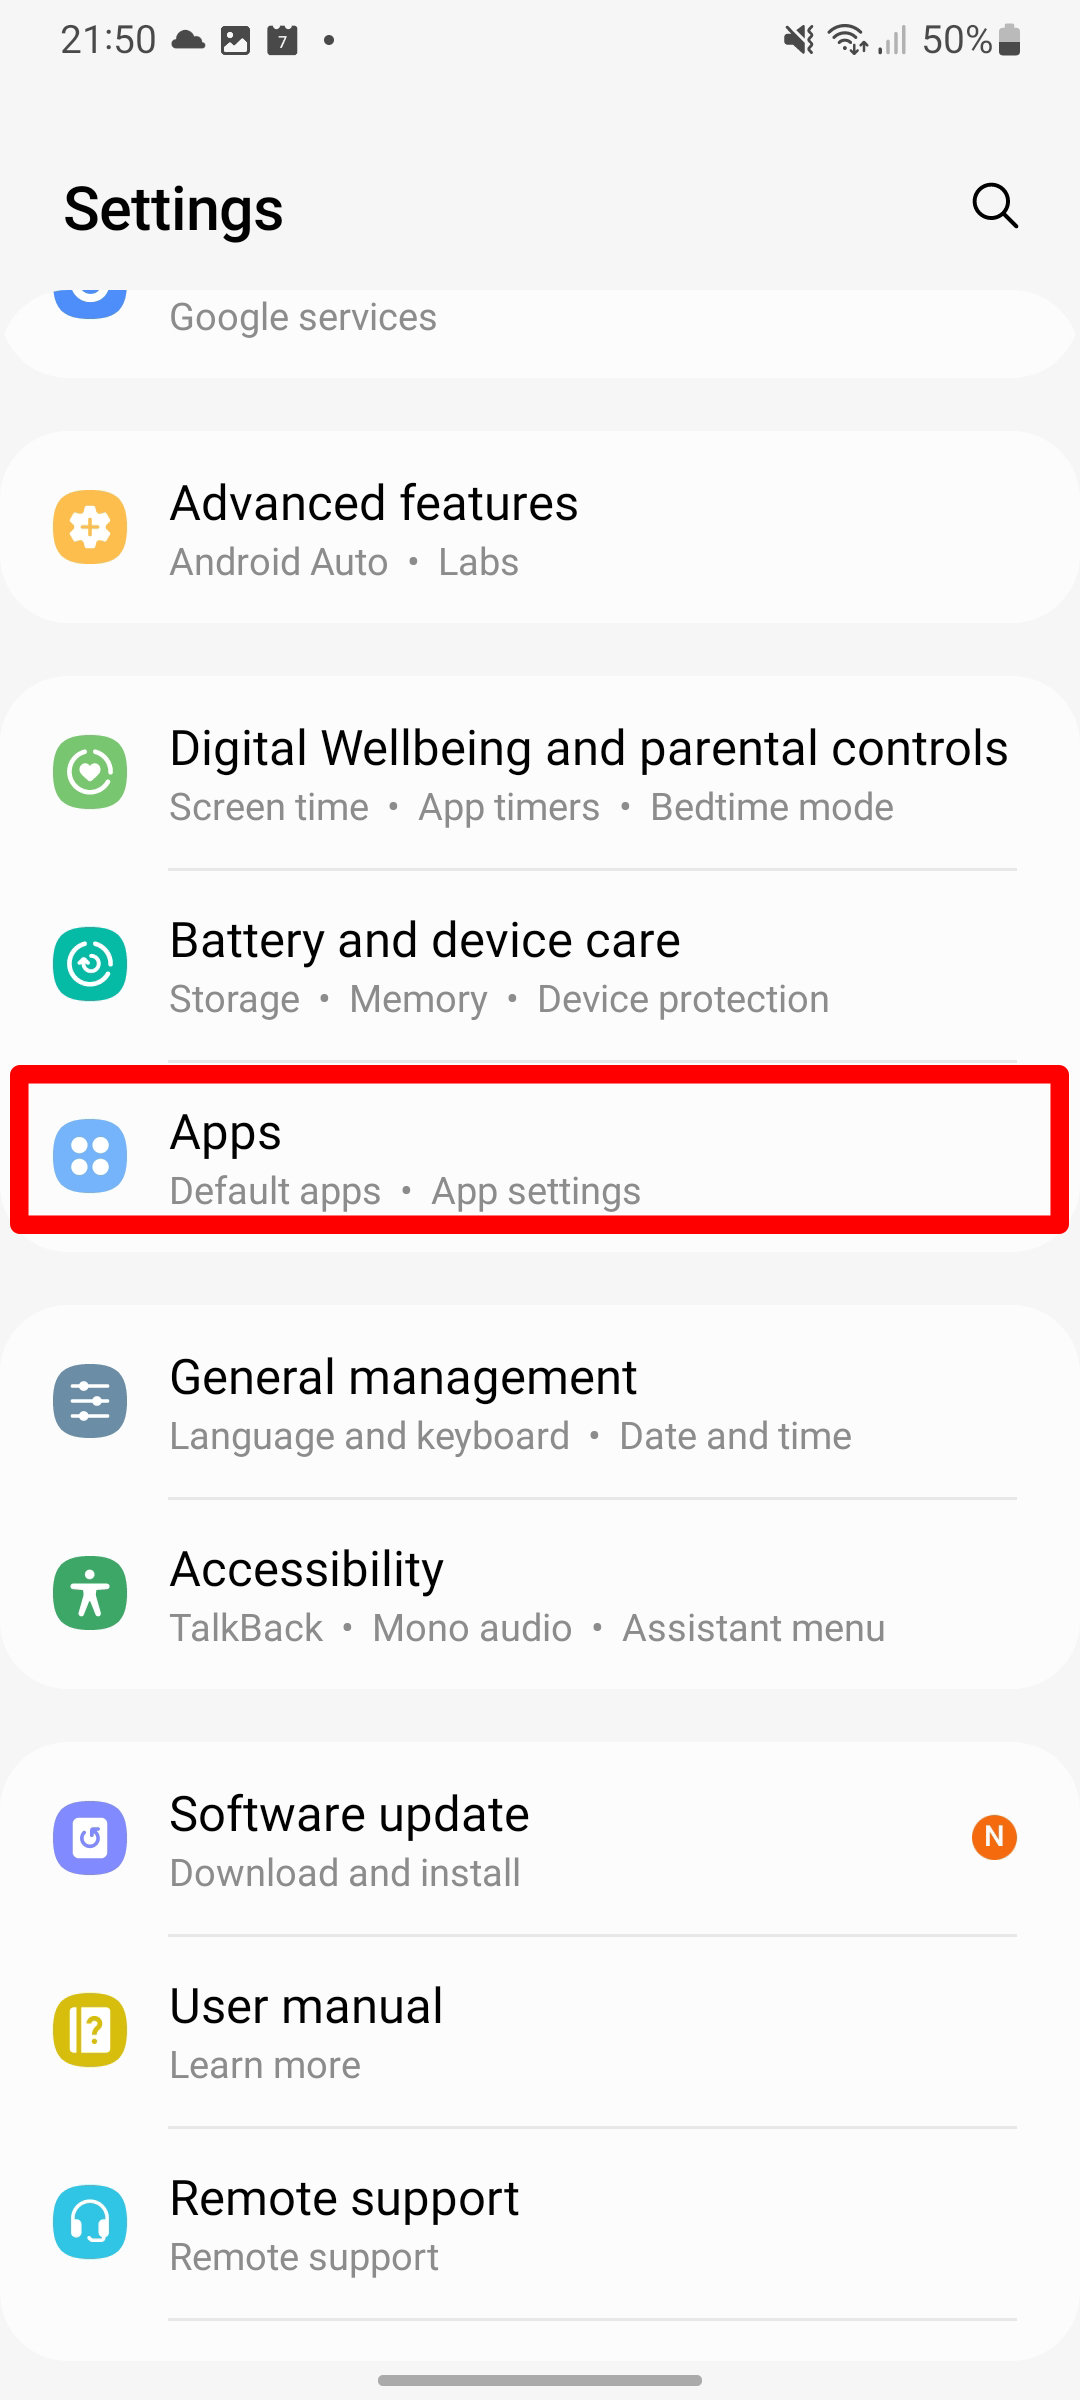 21:50 7 50%
Settings
Google services
Advanced features
Android Auto • Labs
Digital Wellbeing and parental controls
Screen time • App timers • Bedtime mode
Battery and device care
Storage • Memory • Device protection
Apps
Default apps • App settings
General management
Language and keyboard • Date and time
Accessibility
TalkBack • Mono audio • Assistant menu
Software update
N
Download and install
User manual
Learn more
Remote support
Remote support